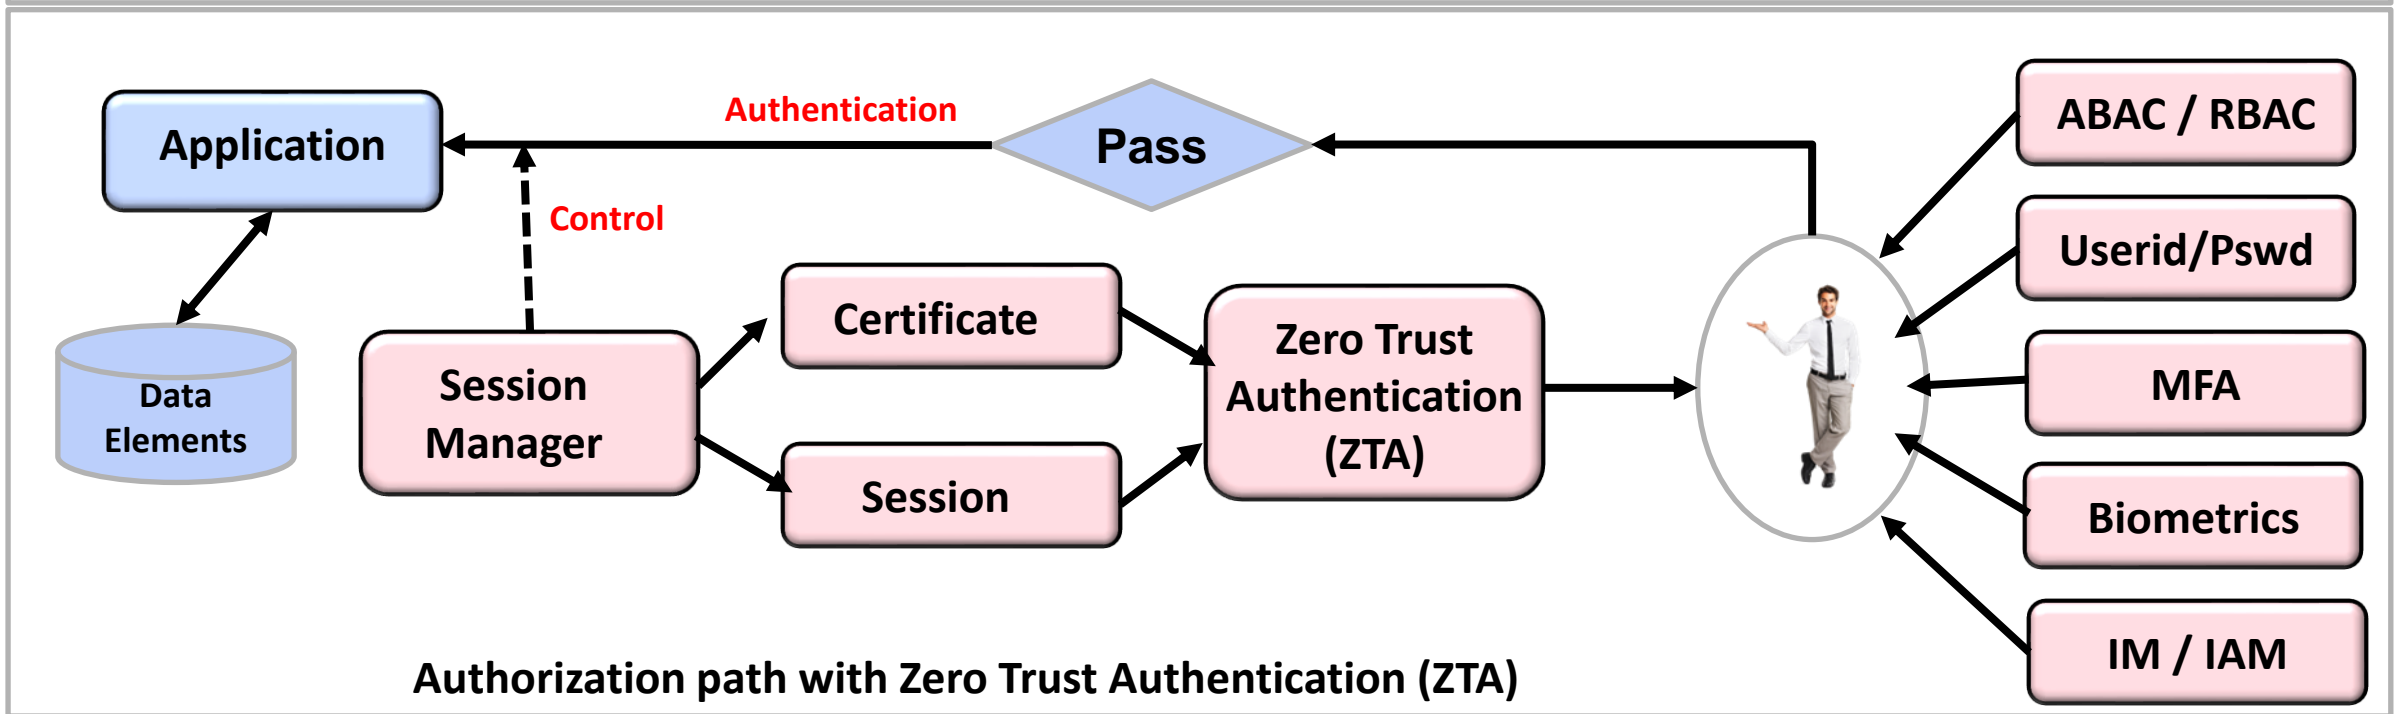 Application
Authentication
Pass
ABAC / RBAC
Control
Userid/Pswd
Data
Elements
Session
Manager
Certificate
Session
Zero Trust
Authentication
(ZTA)
MFA
Biometrics
IM / IAM
Authorization path with Zero Trust Authentication (ZTA)